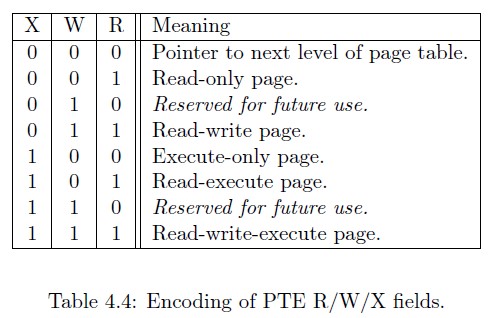 X W R Meaning
0 0 0 Pointer to next level of page table.
0 0 1 Read-only page.
0 1 0 Reserved for future use.
0 1 1 Read-write page.
1 0 0 Execute-only page.
1 0 1 Read-execute page.
1 1 0 Reserved for future use.
1 1 1 Read-write-execute page.
Table 4.4: Encoding of PTE R/W/X fields.